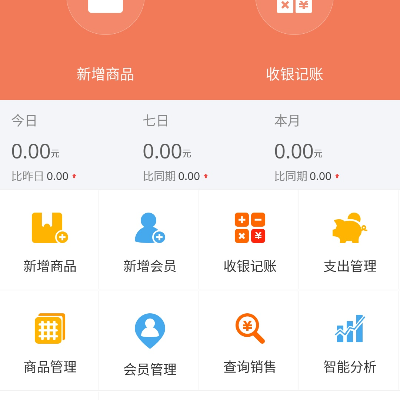 新增商品 收银记账
今日 七日 本月
0.00元 0.00元 0.00元
比昨日 0.00 比同期 0.00 比同期 0.00
新增商品 新增会员 收银记账 支出管理
商品管理 会员管理 查询销售 智能分析